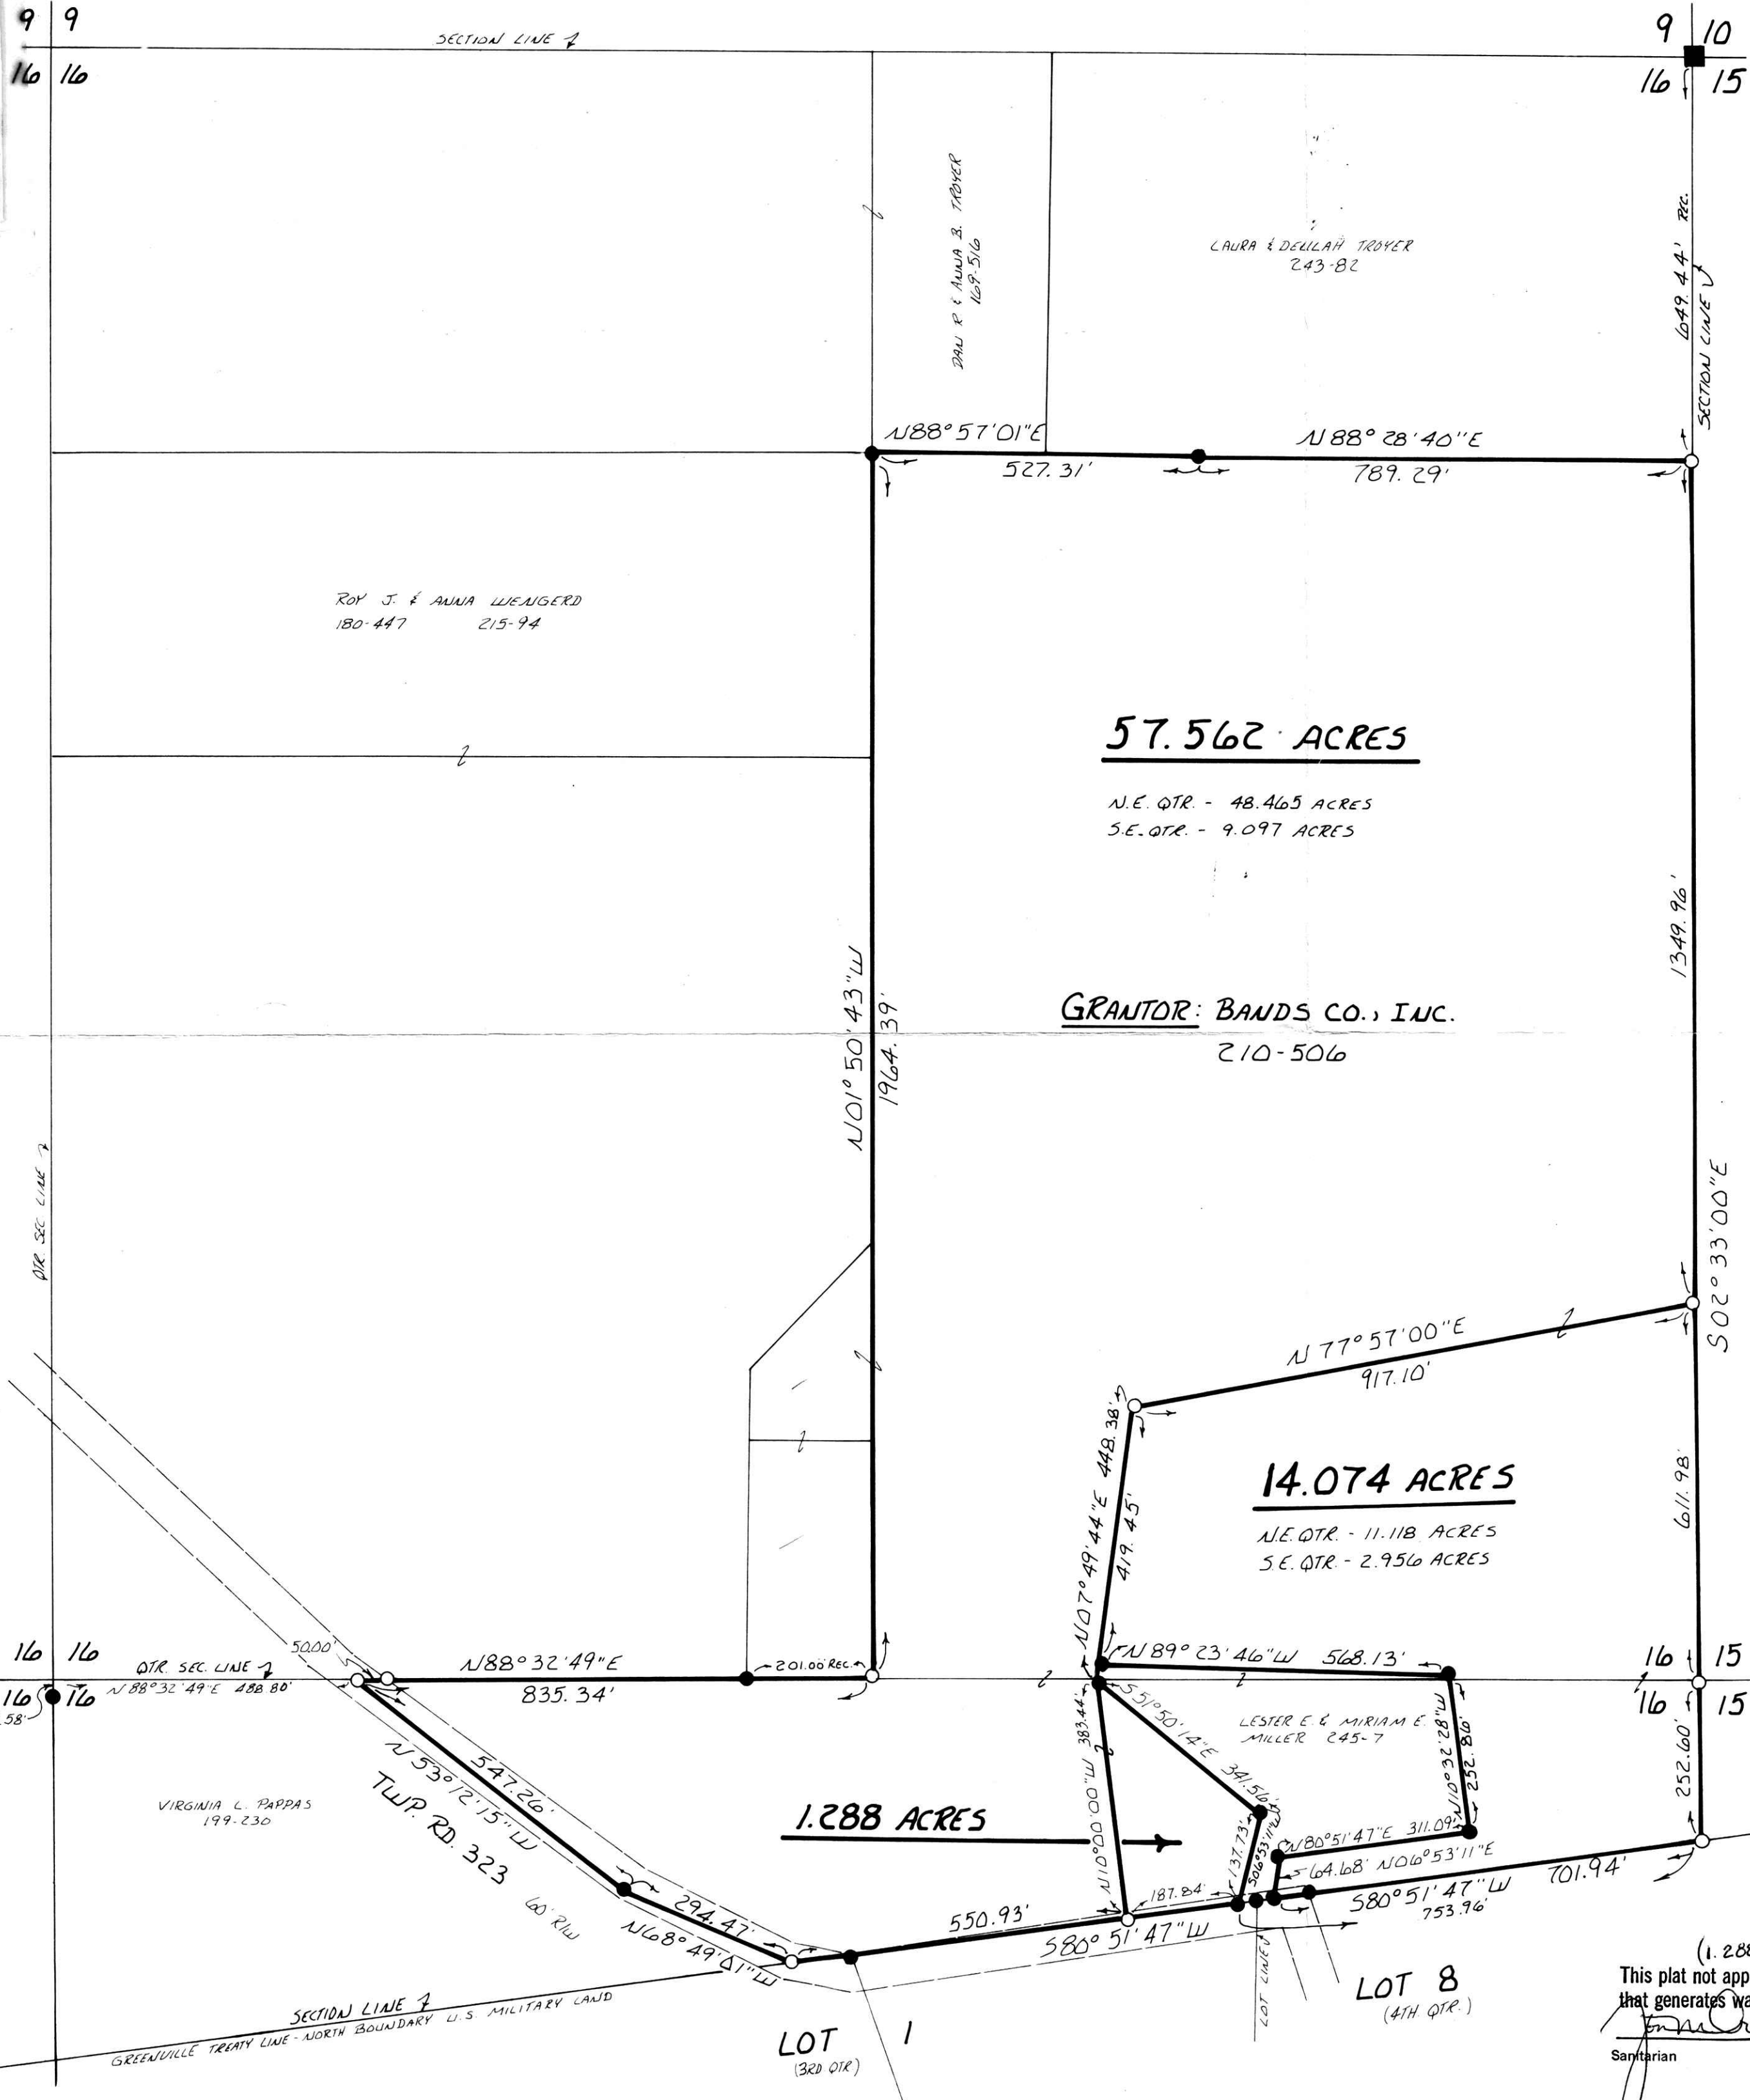 9 9
SECTION LINE
9 10
16 16
16 15
DAN R & ANNA B. TROYER
169-516
LAURA & DELILAH TROYER
243-82
649.44' REC.
SECTION LINE
N88°57'01"E
527.31'
N88°28'40"E
789.29'
ROY J. & ANNA WENGERD
180-447 215-94
57.562 ACRES
N.E. QTR. - 48.465 ACRES
S.E. QTR. - 9.097 ACRES
1349.96'
N01°50'43"W
1964.39'
GRANTOR: BANDS CO., INC.
210-506
QTR. SEC LINE
S02°33'00"E
N77°57'00"E
917.10'
N07°49'44"E 448.38'
419.45'
14.074 ACRES
N.E. QTR. - 11.118 ACRES
S.E. QTR. - 2.956 ACRES
611.98'
16 16
QTR. SEC. LINE
50.00'
N88°32'49"E
835.34'
201.00' REC.
N89°23'46"W 568.13'
16 15
16 16
58'
N88°32'49"E 488.80'
16 15
VIRGINIA L. PAPPAS
199-230
547.26'
N53°12'15"W
TWP. RD. 323
60' R/W
294.47'
N68°49'01"W
1.288 ACRES
N10°00'00"W 383.44'
S51°50'14"E 341.56'
LESTER E. & MIRIAM E.
MILLER 245-7
N10°32'28"W
252.86'
252.60'
137.73'
S06°53'11"W
N80°51'47"E 311.09'
64.68' N06°53'11"E
187.84'
550.93'
S80°51'47"W
S80°51'47"W
753.96'
701.94'
SECTION LINE
GREENVILLE TREATY LINE - NORTH BOUNDARY U.S. MILITARY LAND
LOT 1
(3RD QTR)
LOT LINE
LOT 8
(4TH QTR.)
(1.288
This plat not app
that generates wa
Sanitarian